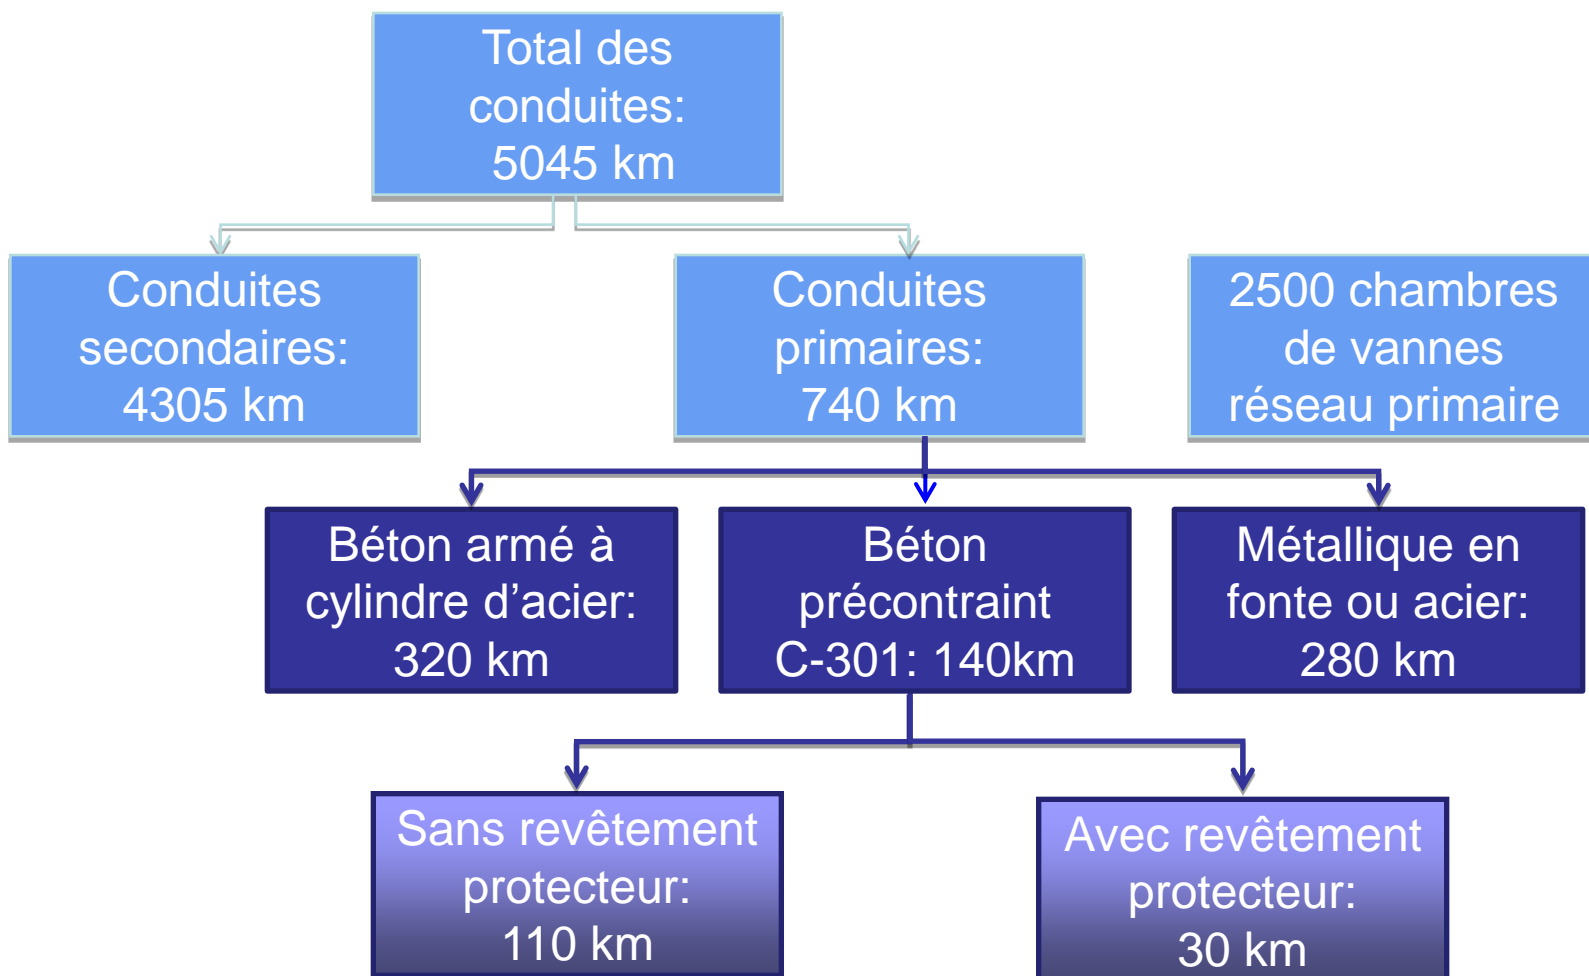 Total des
conduites:
5045 km
Conduites
secondaires:
4305 km
Conduites
primaires:
740 km
2500 chambres
de vannes
réseau primaire
Béton armé à
cylindre d’acier:
320 km
Béton
précontraint
C-301: 140km
Métallique en
fonte ou acier:
280 km
Sans revêtement
protecteur:
110 km
Avec revêtement
protecteur:
30 km